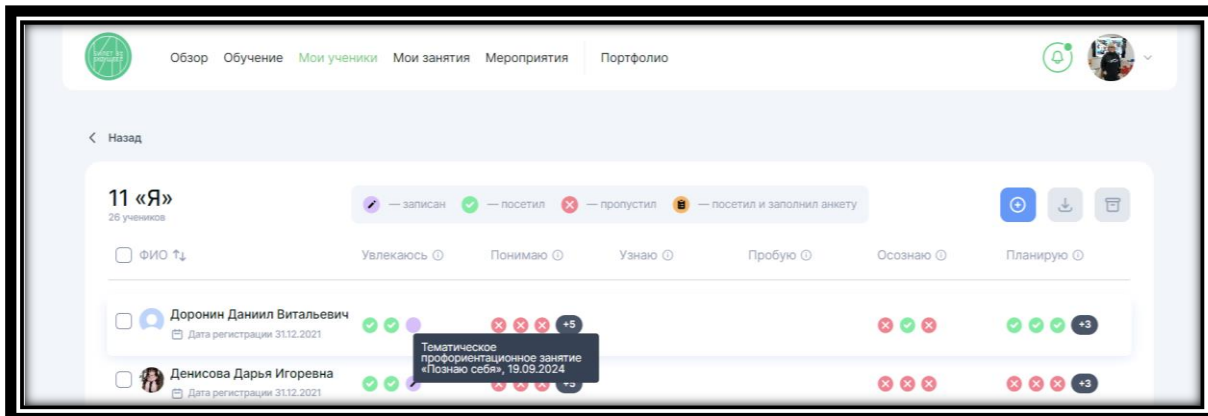 Обзор Обучение Мои ученики Мои занятия Мероприятия Портфолио
Назад
11 «Я»
26 учеников
— записан — посетил — пропустил — посетил и заполнил анкету
ФИО Увлекаюсь Понимаю Узнаю Пробую Осознаю Планирую
Доронин Даниил Витальевич
Дата регистрации 31.12.2021
+5
+3
Тематическое
профориентационное занятие
«Познаю себя», 19.09.2024
Денисова Дарья Игоревна
Дата регистрации 31.12.2021
+3